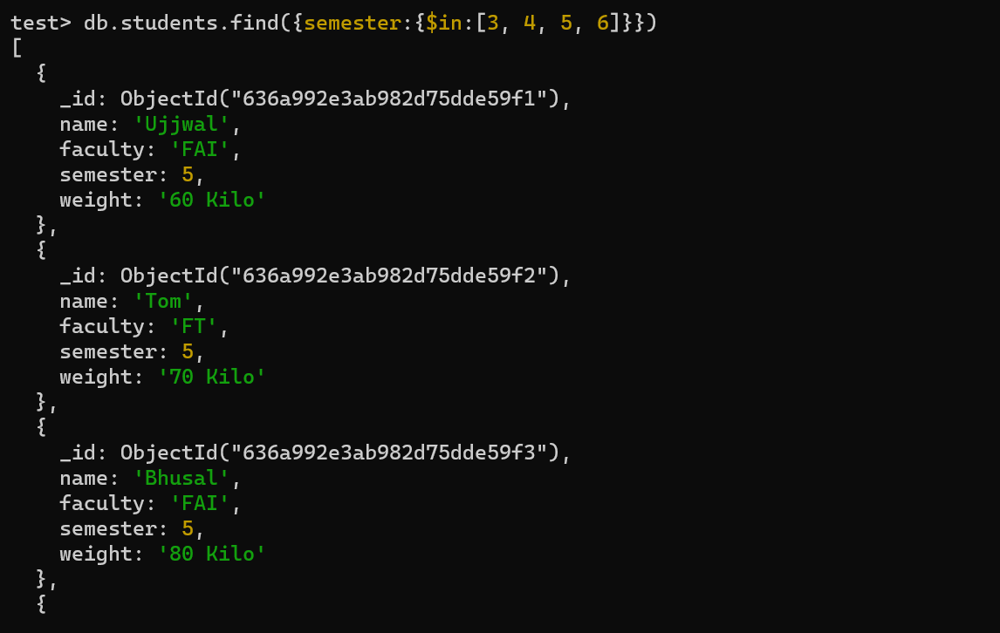 test> db.students.find({semester:{$in:[3, 4, 5, 6]}})
[
  {
    _id: ObjectId("636a992e3ab982d75dde59f1"),
    name: 'Ujjwal',
    faculty: 'FAI',
    semester: 5,
    weight: '60 Kilo'
  },
  {
    _id: ObjectId("636a992e3ab982d75dde59f2"),
    name: 'Tom',
    faculty: 'FT',
    semester: 5,
    weight: '70 Kilo'
  },
  {
    _id: ObjectId("636a992e3ab982d75dde59f3"),
    name: 'Bhusal',
    faculty: 'FAI',
    semester: 5,
    weight: '80 Kilo'
  },
  {